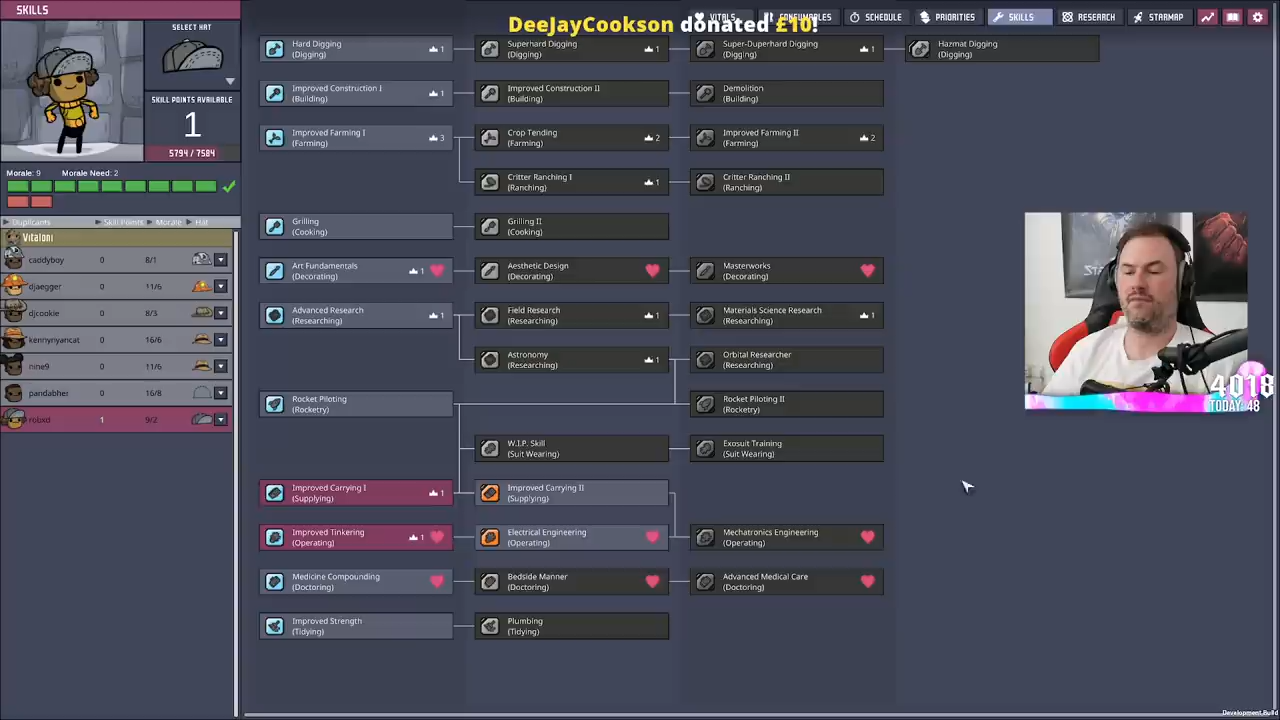 SKILLS
DeeJayCookson donated £10!
VITALS
CONSUMABLES
SCHEDULE
PRIORITIES
SKILLS
RESEARCH
STARMAP
SELECT HAT
SKILL POINTS AVAILABLE
1
5794 / 7584
Morale: 9 Morale Need: 2
Duplicants Skill Points Morale Hat
Vitaloni
caddyboy 0 8/1
djaegger 0 11/6
djcookie 0 8/3
kennynyancat 0 16/6
nine9 0 11/6
pandabher 0 16/8
robxd 1 9/2
Hard Digging 1
(Digging)
Superhard Digging 1
(Digging)
Super-Duperhard Digging 1
(Digging)
Hazmat Digging
(Digging)
Improved Construction I 1
(Building)
Improved Construction II
(Building)
Demolition
(Building)
Improved Farming I 3
(Farming)
Crop Tending 2
(Farming)
Improved Farming II 2
(Farming)
Critter Ranching I 1
(Ranching)
Critter Ranching II
(Ranching)
Grilling
(Cooking)
Grilling II
(Cooking)
Art Fundamentals 1
(Decorating)
Aesthetic Design
(Decorating)
Masterworks
(Decorating)
Advanced Research 1
(Researching)
Field Research 1
(Researching)
Materials Science Research 1
(Researching)
Astronomy 1
(Researching)
Orbital Researcher
(Researching)
Rocket Piloting
(Rocketry)
Rocket Piloting II
(Rocketry)
W.I.P. Skill
(Suit Wearing)
Exosuit Training
(Suit Wearing)
Improved Carrying I 1
(Supplying)
Improved Carrying II
(Supplying)
Improved Tinkering 1
(Operating)
Electrical Engineering
(Operating)
Mechatronics Engineering
(Operating)
Medicine Compounding
(Doctoring)
Bedside Manner
(Doctoring)
Advanced Medical Care
(Doctoring)
Improved Strength
(Tidying)
Plumbing
(Tidying)
4018
TODAY: 48
Development Build